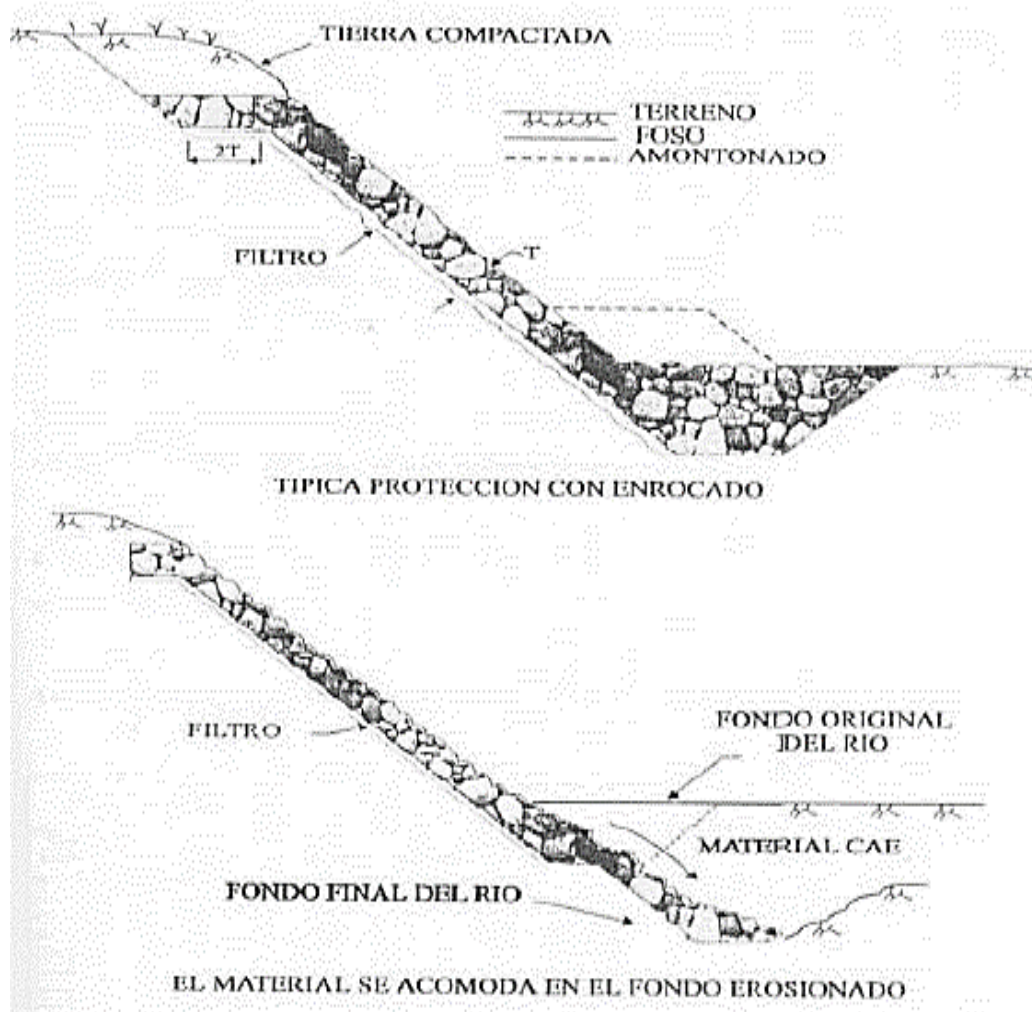 TIERRA COMPACTADA
TERRENO
FOSO
AMONTONADO
2T
FILTRO
T
TIPICA PROTECCION CON ENROCADO
FILTRO
FONDO ORIGINAL
DEL RIO
MATERIAL CAE
FONDO FINAL DEL RIO
EL MATERIAL SE ACOMODA EN EL FONDO EROSIONADO